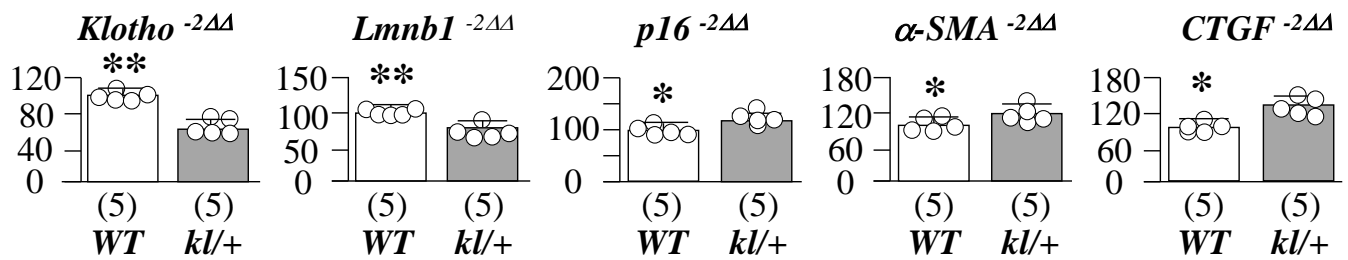 Klotho -2ΔΔ Lmnb1 -2ΔΔ p16 -2ΔΔ α-SMA -2ΔΔ CTGF -2ΔΔ
** ** * * *
120 150 200 180 180
80 100 100 120 120
40 50 60 60
0 0 0 0 0
(5) (5) (5) (5) (5) (5) (5) (5) (5) (5)
WT kl/+ WT kl/+ WT kl/+ WT kl/+ WT kl/+